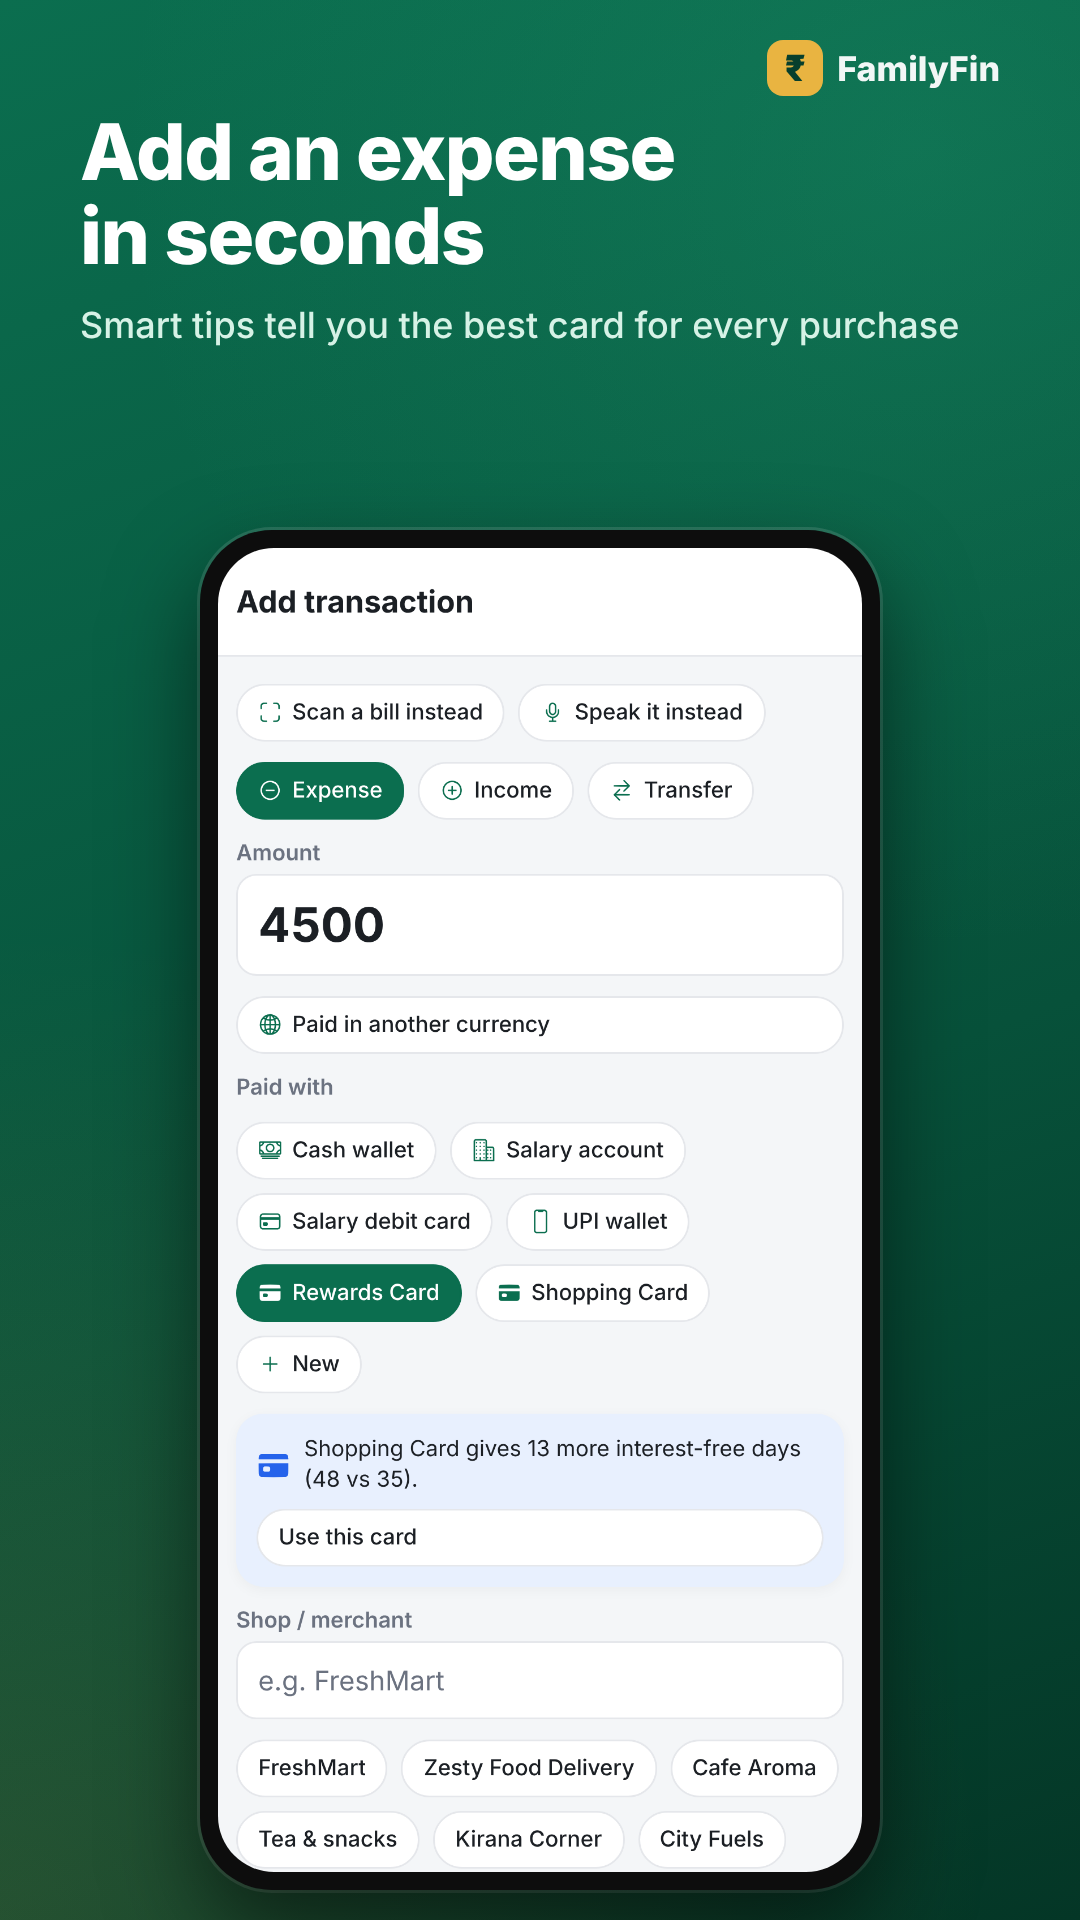 ₹ FamilyFin
Add an expense
in seconds
Smart tips tell you the best card for every purchase
Add transaction
Scan a bill instead
Speak it instead
Expense
Income
Transfer
Amount
4500
Paid in another currency
Paid with
Cash wallet
Salary account
Salary debit card
UPI wallet
Rewards Card
Shopping Card
+ New
Shopping Card gives 13 more interest-free days
(48 vs 35).
Use this card
Shop / merchant
e.g. FreshMart
FreshMart
Zesty Food Delivery
Cafe Aroma
Tea & snacks
Kirana Corner
City Fuels